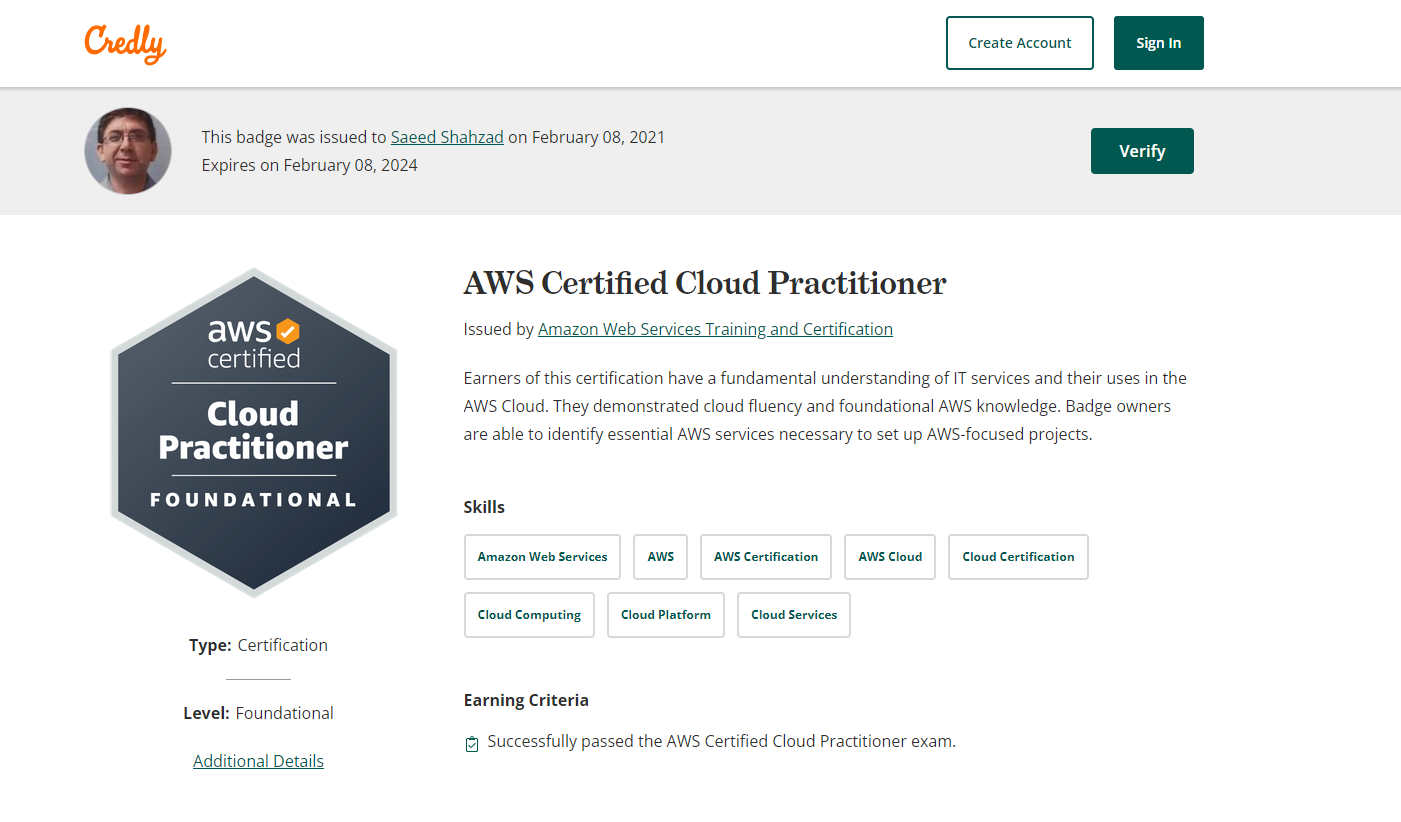 Credly
Create Account
Sign In
This badge was issued to Saeed Shahzad on February 08, 2021
Expires on February 08, 2024
Verify
aws
certified
Cloud
Practitioner
FOUNDATIONAL
Type: Certification
Level: Foundational
Additional Details
AWS Certified Cloud Practitioner
Issued by Amazon Web Services Training and Certification
Earners of this certification have a fundamental understanding of IT services and their uses in the
AWS Cloud. They demonstrated cloud fluency and foundational AWS knowledge. Badge owners
are able to identify essential AWS services necessary to set up AWS-focused projects.
Skills
Amazon Web Services AWS AWS Certification AWS Cloud Cloud Certification
Cloud Computing Cloud Platform Cloud Services
Earning Criteria
Successfully passed the AWS Certified Cloud Practitioner exam.